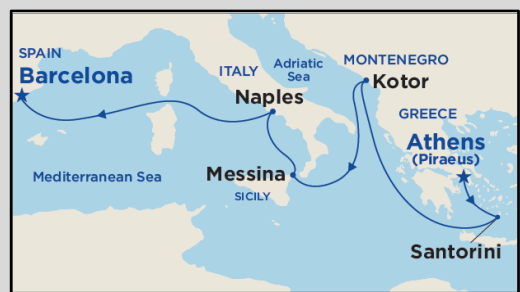 SPAIN
Barcelona
ITALY
Adriatic
Sea
MONTENEGRO
Kotor
Naples
GREECE
Athens
(Piraeus)
Messina
Mediterranean Sea
SICILY
Santorini